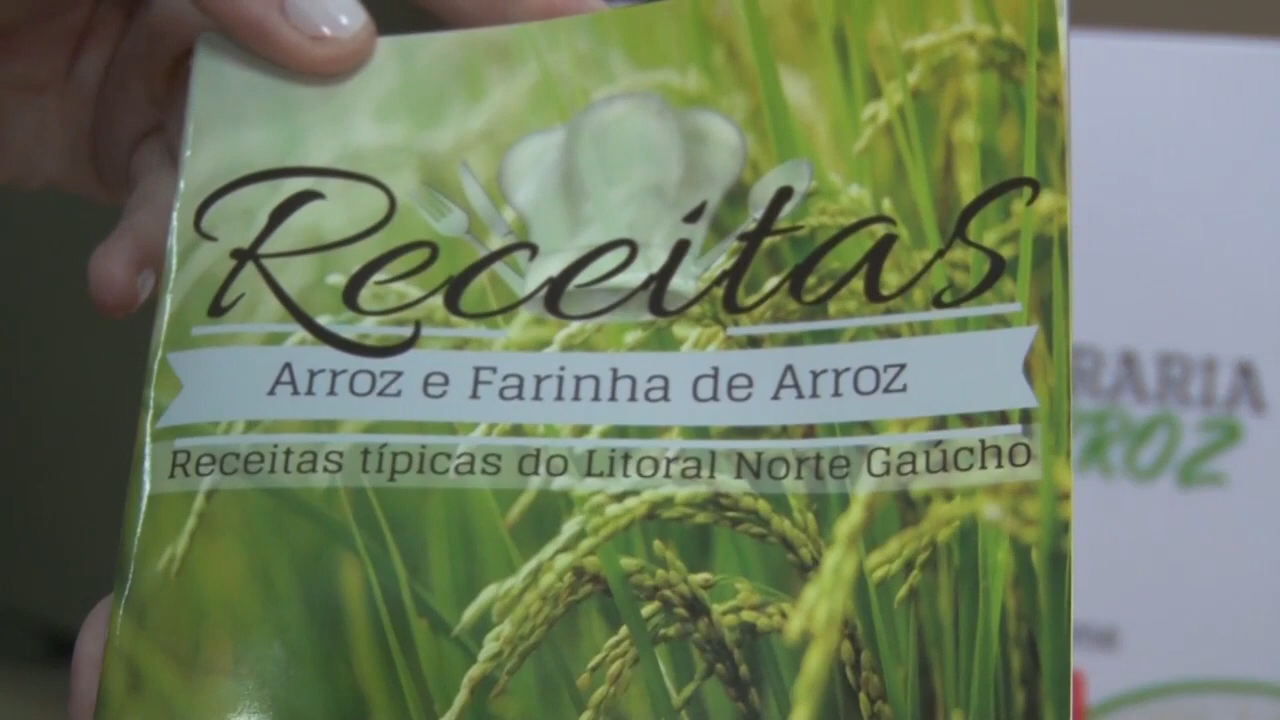 Receitas
Arroz e Farinha de Arroz
Receitas típicas do Litoral Norte Gaúcho